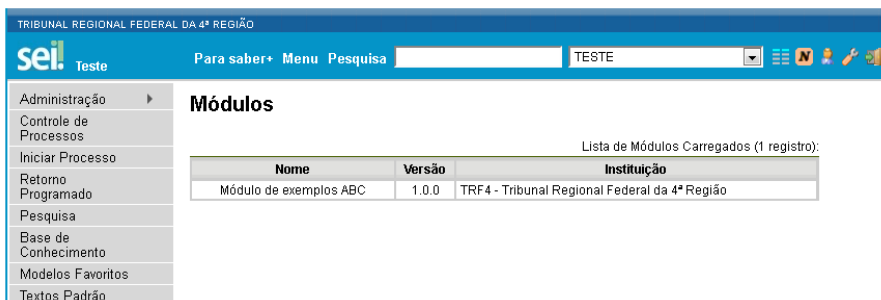 TRIBUNAL REGIONAL FEDERAL DA 4ª REGIÃO
sei! Teste
Para saber+ Menu Pesquisa
TESTE
N
Administração
Controle de
Processos
Iniciar Processo
Retorno
Programado
Pesquisa
Base de
Conhecimento
Modelos Favoritos
Textos Padrão
Módulos
Lista de Módulos Carregados (1 registro):
Nome Versão Instituição
Módulo de exemplos ABC 1.0.0 TRF4 - Tribunal Regional Federal da 4ª Região